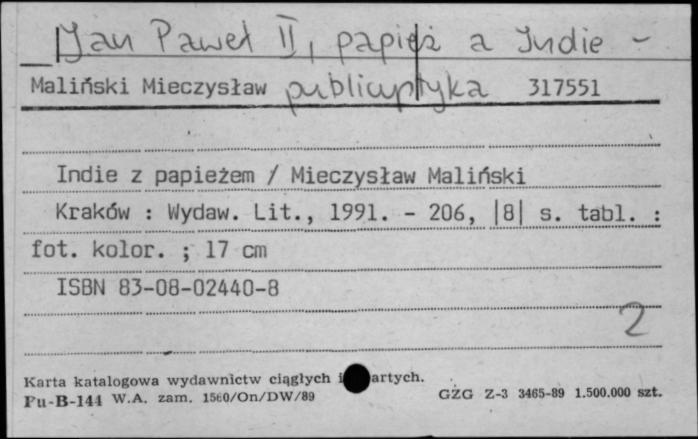 Jan Paweł II, papież a Indie -
Maliński Mieczysław publicystyka 317551
Indie z papieżem / Mieczysław Maliński
Kraków : Wydaw. Lit., 1991. - 206, |8| s. tabl. :
fot. kolor. ; 17 cm
ISBN 83-08-02440-8
2
Karta katalogowa wydawnictw ciągłych i artych.
Pu-B-144 W.A. zam. 1560/On/DW/89 GZG Z-3 3465-89 1.500.000 szt.